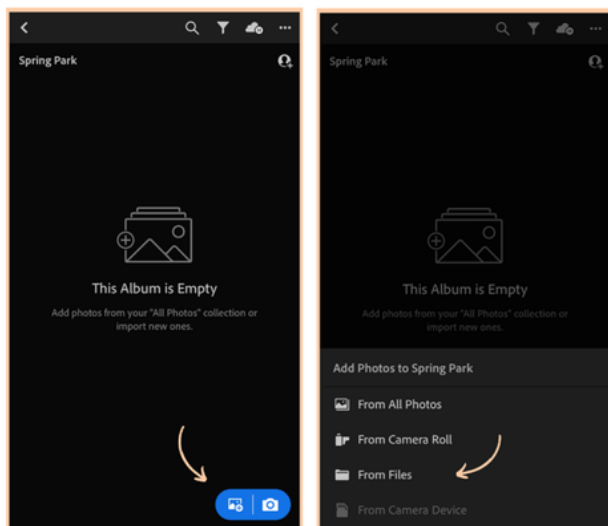 Spring Park
This Album is Empty
Add photos from your "All Photos" collection or
import new ones.
Spring Park
This Album is Empty
Add photos from your "All Photos" collection or
import new ones.
Add Photos to Spring Park
From All Photos
From Camera Roll
From Files
From Camera Device